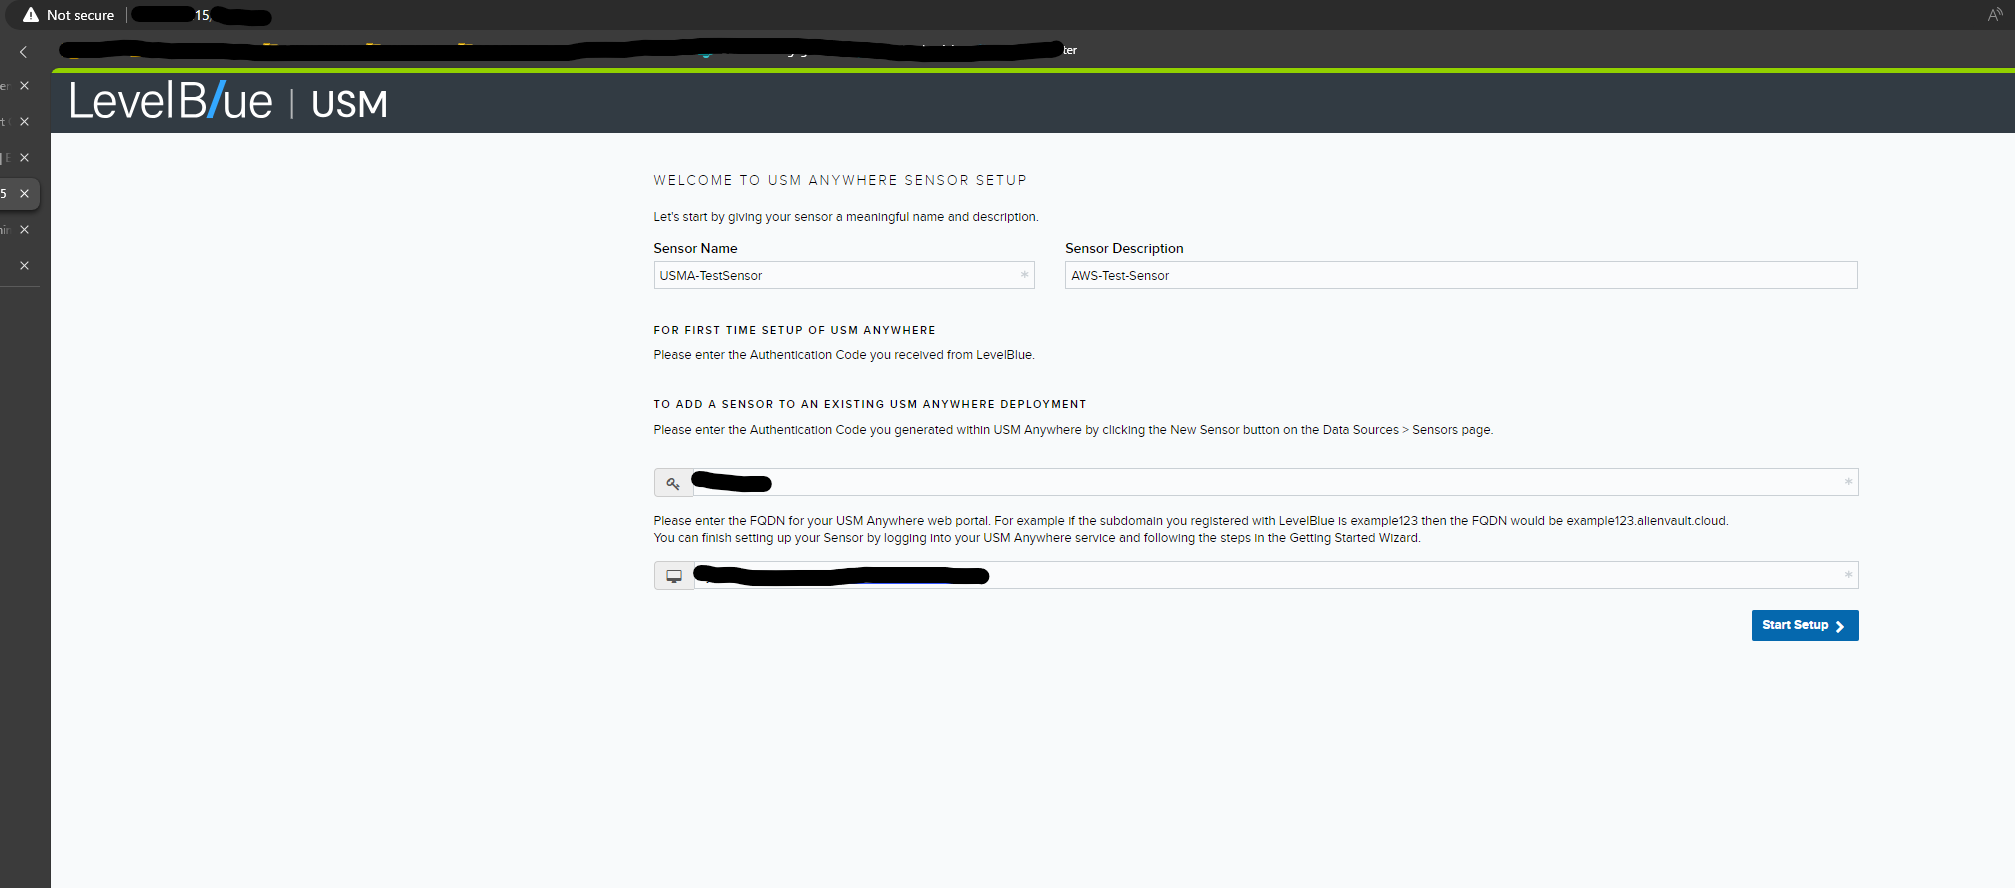 Not secure
15
ter
er
t
E
5
LevelBlue | USM
WELCOME TO USM ANYWHERE SENSOR SETUP
Let's start by giving your sensor a meaningful name and description.
Sensor Name
Sensor Description
USMA-TestSensor *
AWS-Test-Sensor
FOR FIRST TIME SETUP OF USM ANYWHERE
Please enter the Authentication Code you received from LevelBlue.
TO ADD A SENSOR TO AN EXISTING USM ANYWHERE DEPLOYMENT
Please enter the Authentication Code you generated within USM Anywhere by clicking the New Sensor button on the Data Sources > Sensors page.
*
Please enter the FQDN for your USM Anywhere web portal. For example if the subdomain you registered with LevelBlue is example123 then the FQDN would be example123.alienvault.cloud.
You can finish setting up your Sensor by logging into your USM Anywhere service and following the steps in the Getting Started Wizard.
*
Start Setup